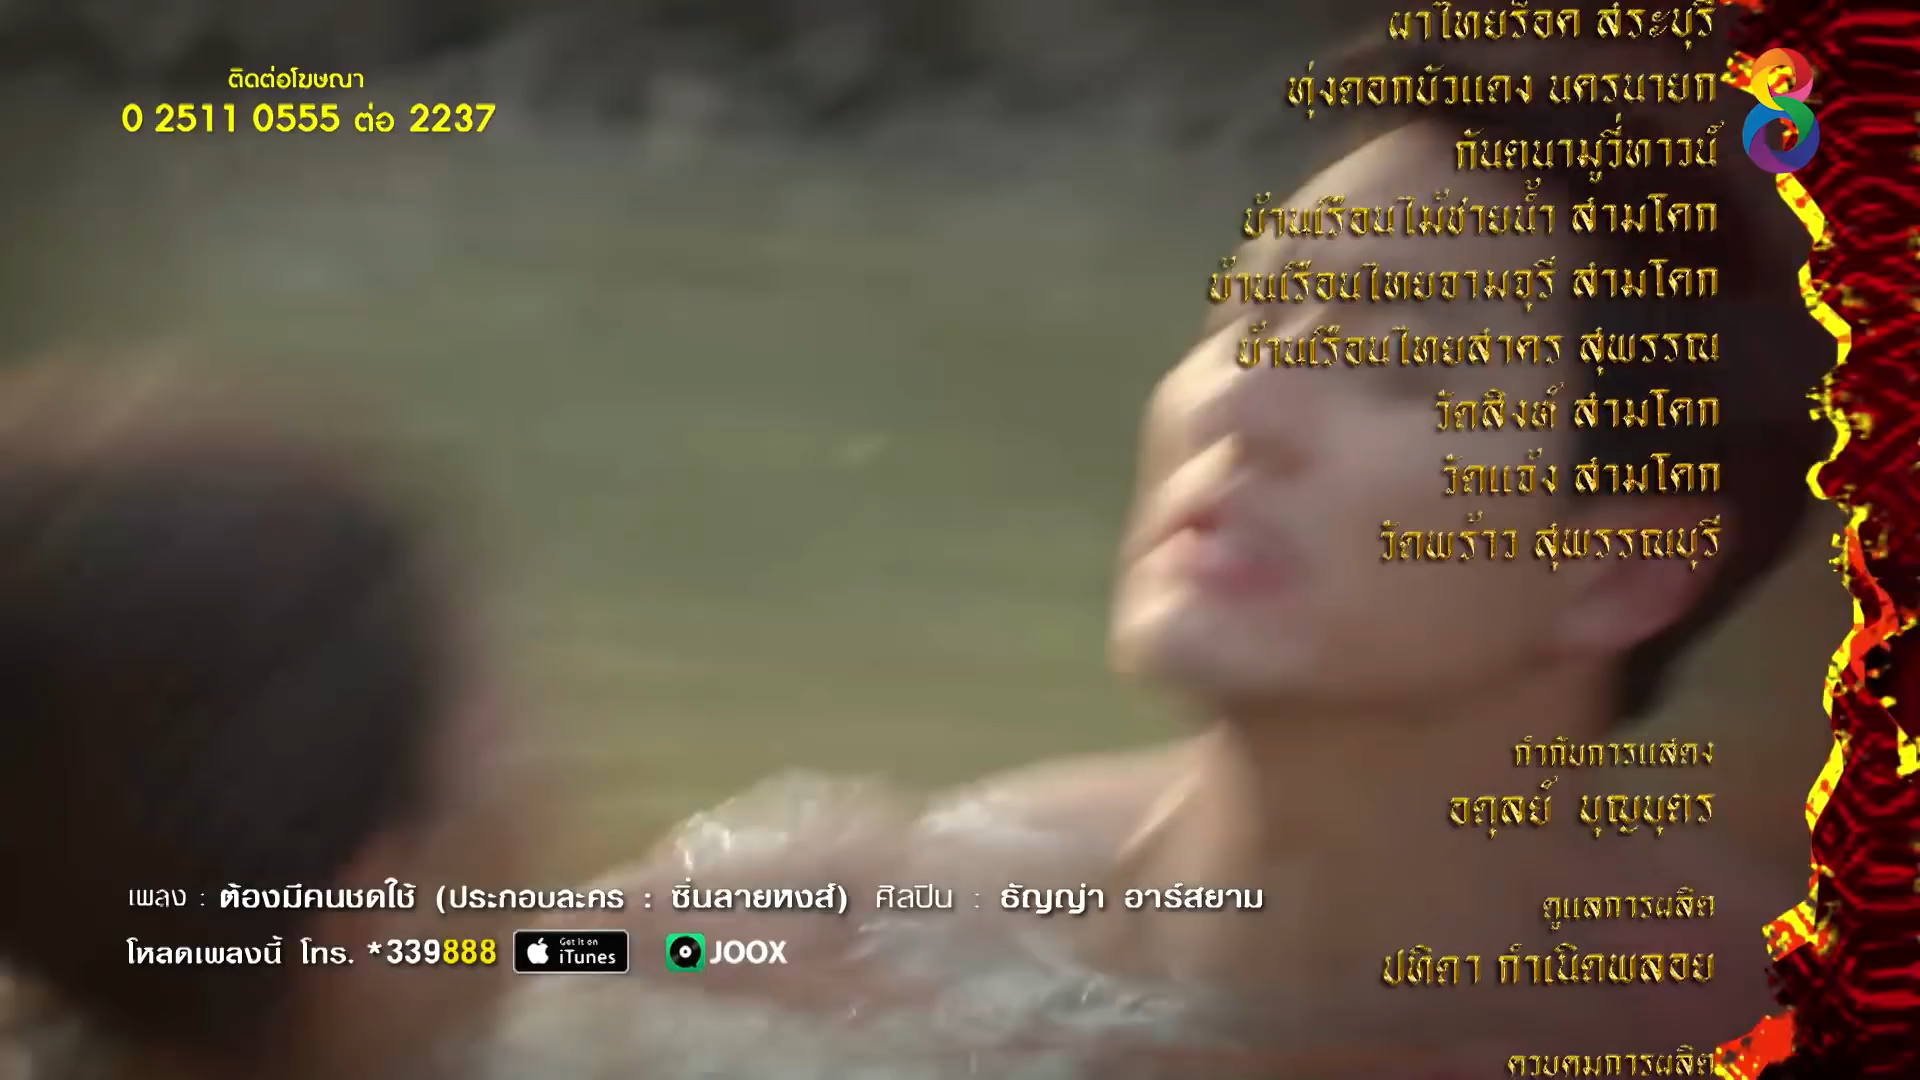 ติดต่อโฆษณา
0 2511 0555 ต่อ 2237
ผาไทยร็อค สระบุรี
ทุ่งดอกบัวแดง นครนายก
กันตนามูวี่ทาวน์
บ้านเรือนไม้ชายน้ำ สามโคก
บ้านเรือนไทยจามจุรี สามโคก
บ้านเรือนไทยสาคร สุพรรณ
วัดสิงห์ สามโคก
วัดแจ้ง สามโคก
วัดพร้าว สุพรรณบุรี
กำกับการแสดง
อดุลย์ บุญบุตร
ดูแลการผลิต
ปทิดา กำเนิดพลอย
ควบคุมการผลิต
เพลง : ต้องมีคนชดใช้ (ประกอบละคร : ซิ่นลายหงส์) ศิลปิน : ธัญญ่า อาร์สยาม
โหลดเพลงนี้ โทร. *339888 Get it on iTunes JOOX